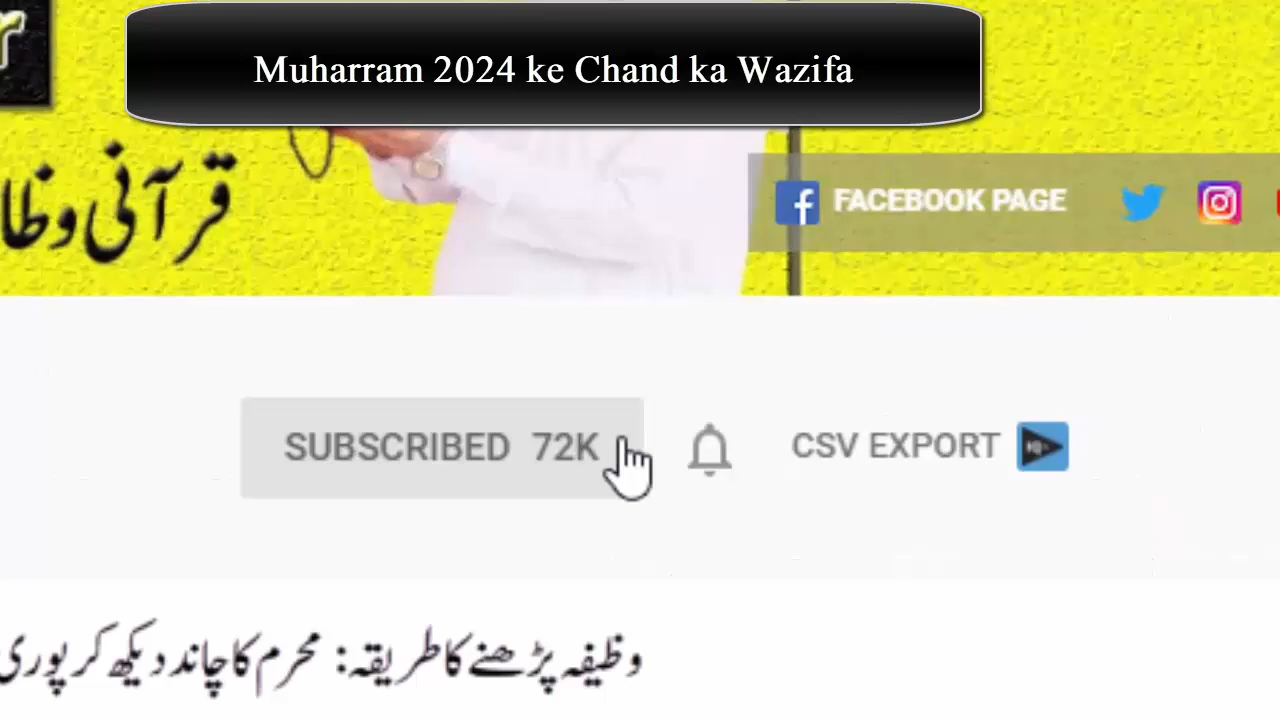 Muharram 2024 ke Chand ka Wazifa
قرآنی وظا
FACEBOOK PAGE
SUBSCRIBED 72K
CSV EXPORT
وظیفہ پڑھنے کا طریقہ: محرم کا چاند دیکھ کر پوری